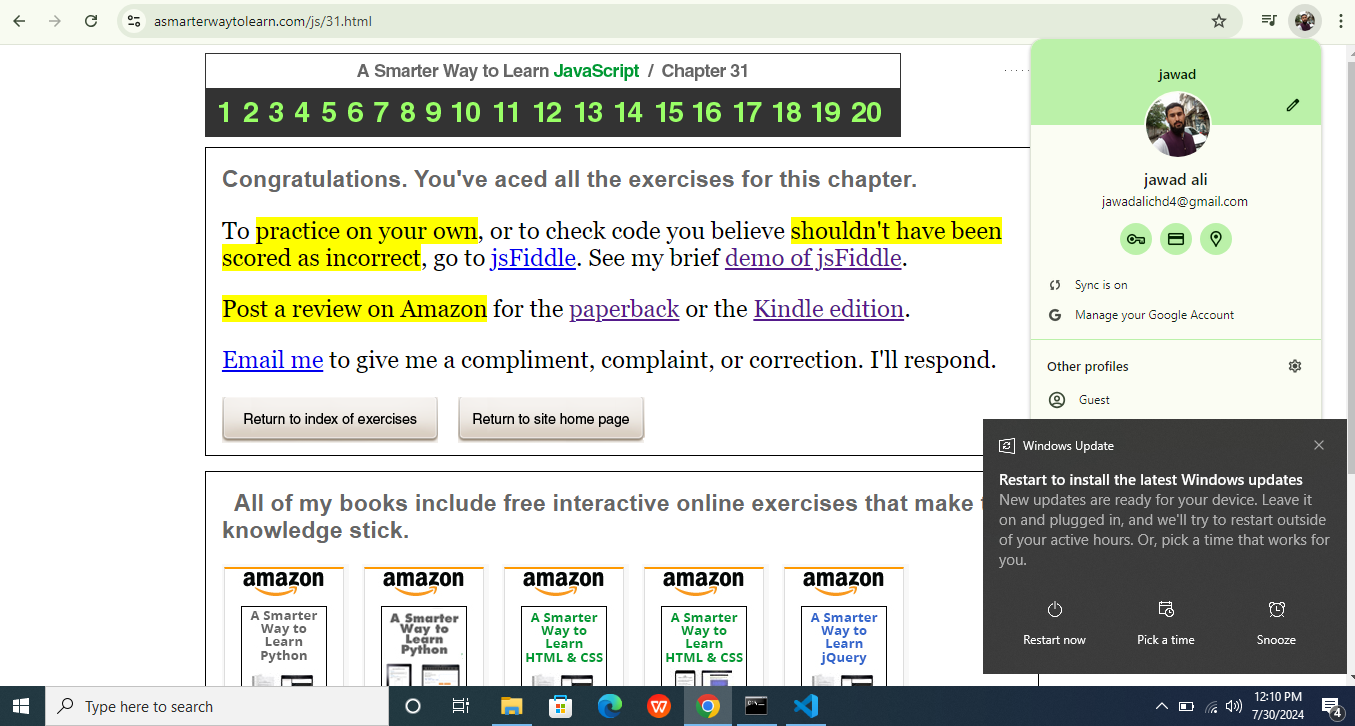 asmarterwaytolearn.com/js/31.html
A Smarter Way to Learn JavaScript / Chapter 31
1 2 3 4 5 6 7 8 9 10 11 12 13 14 15 16 17 18 19 20
Congratulations. You've aced all the exercises for this chapter.
To practice on your own, or to check code you believe shouldn't have been
scored as incorrect, go to jsFiddle. See my brief demo of jsFiddle.
Post a review on Amazon for the paperback or the Kindle edition.
Email me to give me a compliment, complaint, or correction. I'll respond.
Return to index of exercises
Return to site home page
All of my books include free interactive online exercises that make
knowledge stick.
amazon
A Smarter
Way to
Learn
Python
amazon
A Smarter
Way to
Learn
Python
amazon
A Smarter
Way to
Learn
HTML & CSS
amazon
A Smarter
Way to
Learn
HTML & CSS
amazon
A Smarter
Way to
Learn
jQuery
jawad
jawad ali
jawadalichd4@gmail.com
Sync is on
Manage your Google Account
Other profiles
Guest
Windows Update
Restart to install the latest Windows updates
New updates are ready for your device. Leave it
on and plugged in, and we'll try to restart outside
of your active hours. Or, pick a time that works for
you.
Restart now
Pick a time
Snooze
Type here to search
12:10 PM
7/30/2024
4